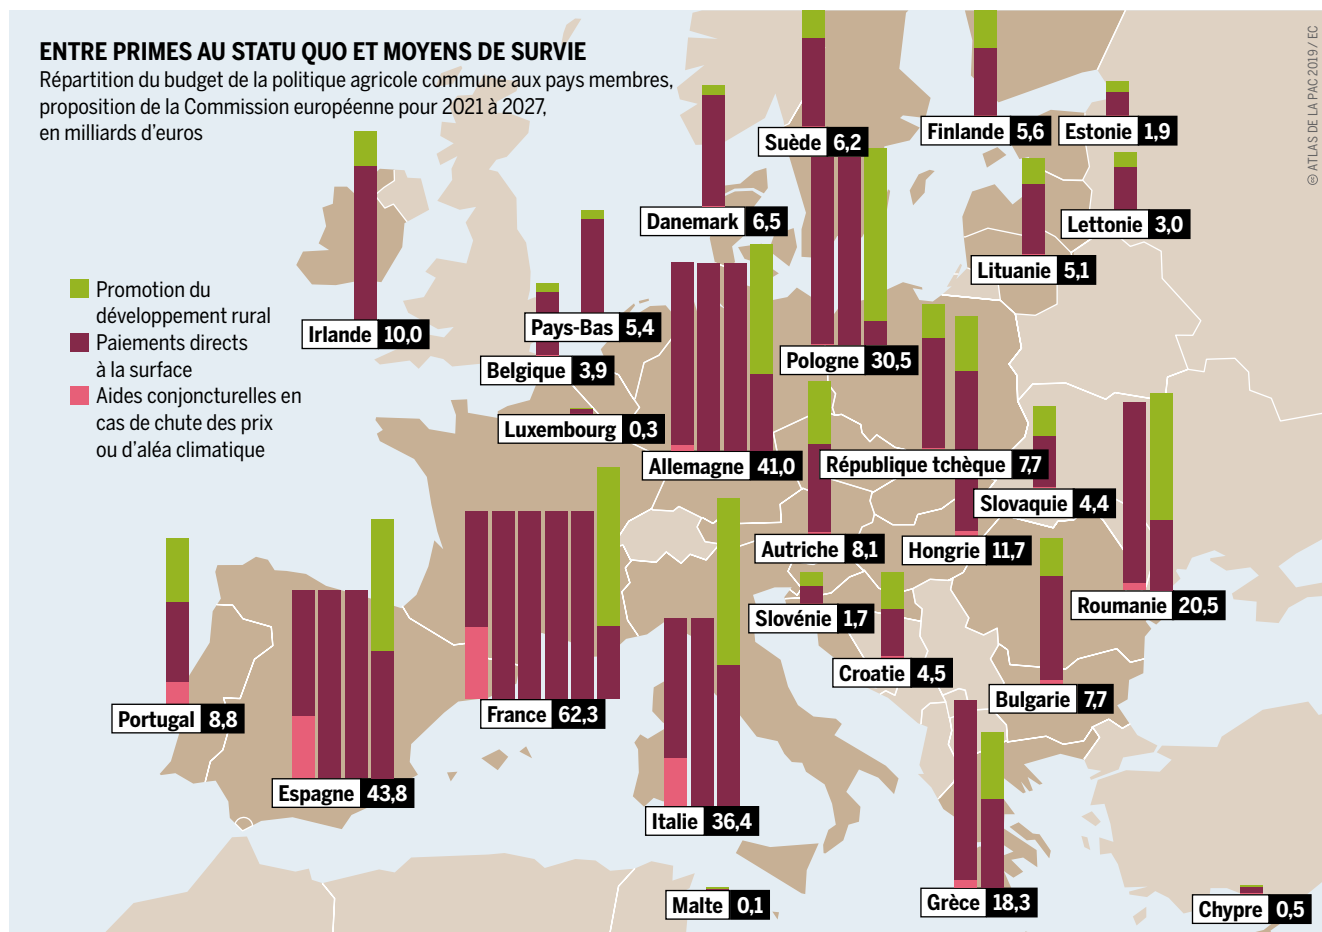 ENTRE PRIMES AU STATU QUO ET MOYENS DE SURVIE
Répartition du budget de la politique agricole commune aux pays membres,
proposition de la Commission européenne pour 2021 à 2027,
en milliards d'euros
ATLAS DE LA PAC 2019 / EC
Promotion du
développement rural
Paiements directs
à la surface
Aides conjoncturelles en
cas de chute des prix
ou d'aléa climatique
Suède 6,2
Finlande 5,6
Estonie 1,9
Danemark 6,5
Lettonie 3,0
Lituanie 5,1
Irlande 10,0
Pays-Bas 5,4
Belgique 3,9
Pologne 30,5
Luxembourg 0,3
Allemagne 41,0
République tchèque 7,7
Slovaquie 4,4
Autriche 8,1
Hongrie 11,7
Roumanie 20,5
Slovénie 1,7
Croatie 4,5
Bulgarie 7,7
Portugal 8,8
France 62,3
Espagne 43,8
Italie 36,4
Malte 0,1
Grèce 18,3
Chypre 0,5